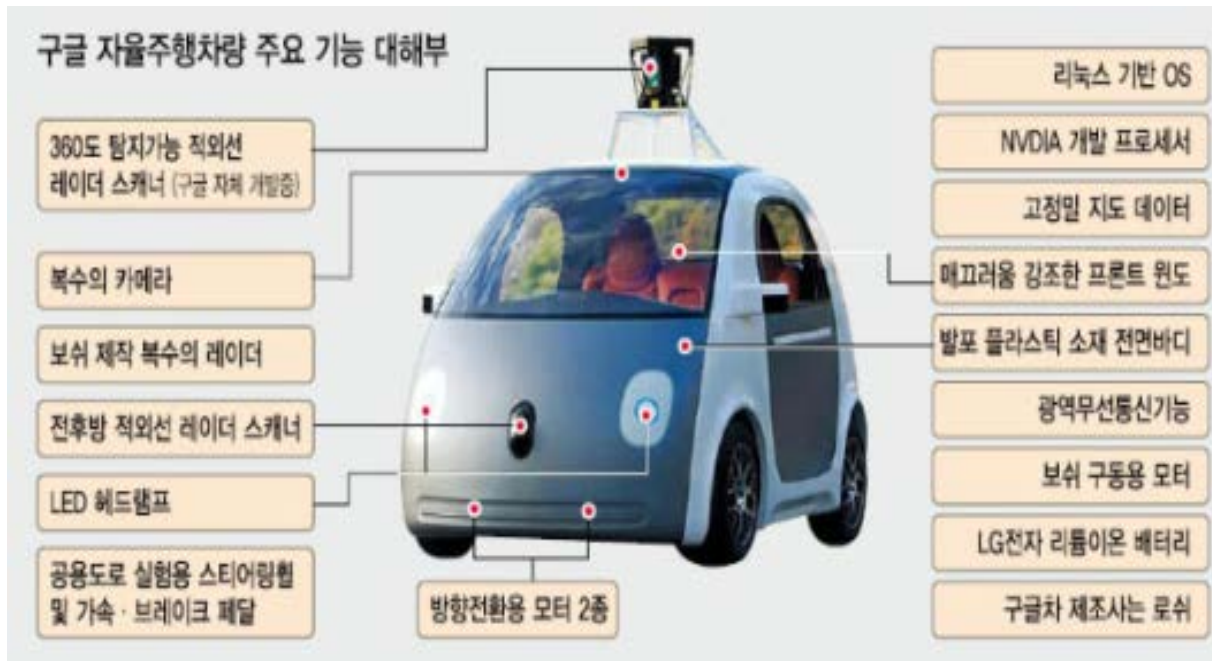 구글 자율주행차량 주요 기능 대해부
360도 탐지가능 적외선
레이더 스캐너 (구글 자체 개발중)
복수의 카메라
보쉬 제작 복수의 레이더
전후방 적외선 레이더 스캐너
LED 헤드램프
공용도로 실험용 스티어링휠
및 가속·브레이크 페달
방향전환용 모터 2종
리눅스 기반 OS
NVDIA 개발 프로세서
고정밀 지도 데이터
매끄러움 강조한 프론트 윈도
발포 플라스틱 소재 전면바디
광역무선통신기능
보쉬 구동용 모터
LG전자 리튬이온 배터리
구글차 제조사는 로쉬